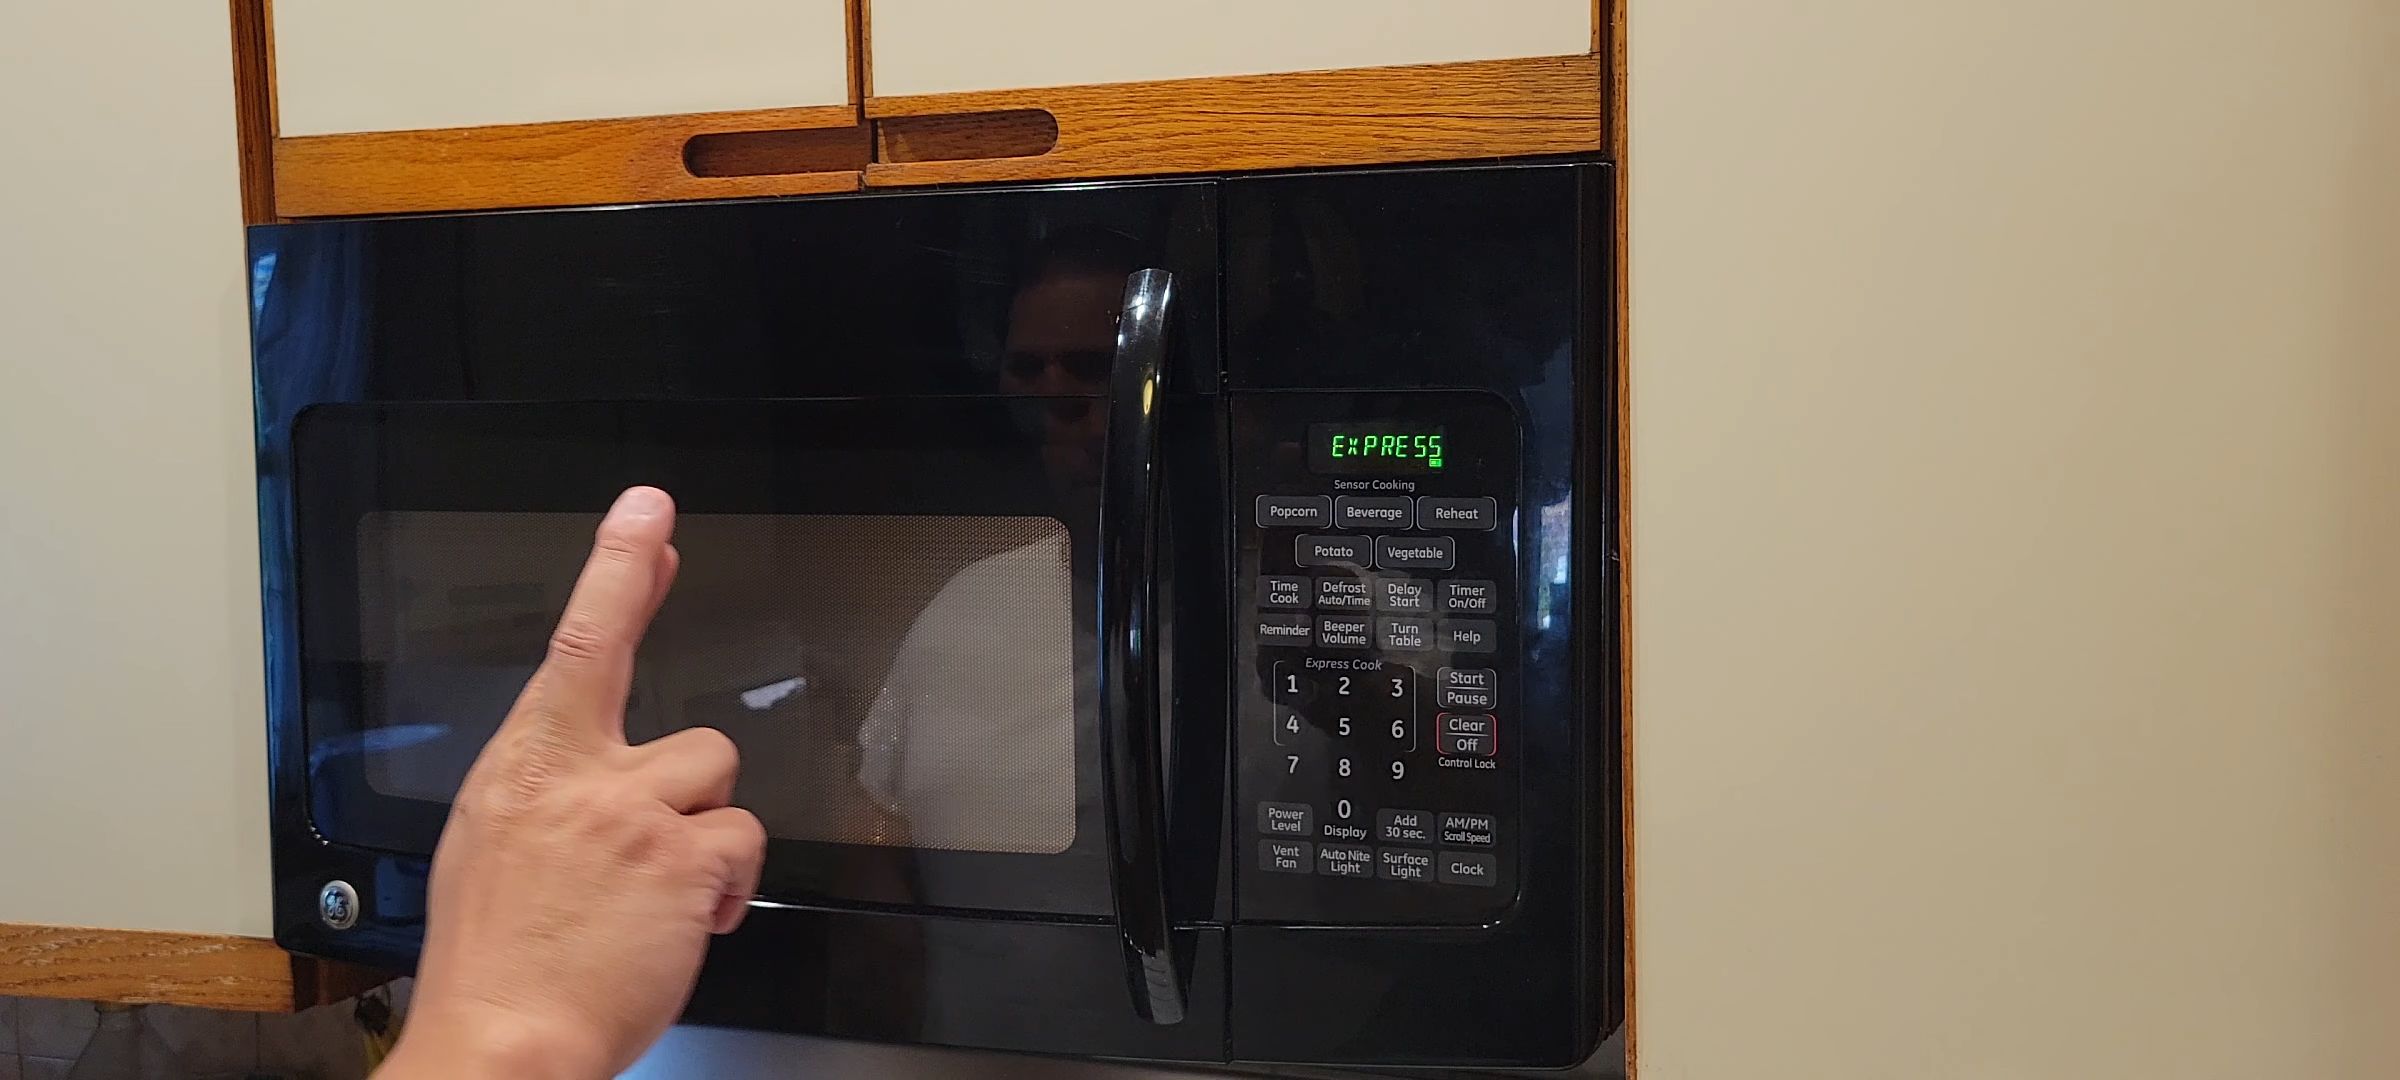 EXPRESS
Sensor Cooking
Popcorn Beverage Reheat
Potato Vegetable
Time Cook Defrost Auto/Time Delay Start Timer On/Off
Reminder Beeper Volume Turn Table Help
Express Cook
1 2 3 Start Pause
4 5 6 Clear Off
Control Lock
7 8 9
0
Display
Power Level Add 30 sec. AM/PM Scroll Speed
Vent Fan Auto Nite Light Surface Light Clock
GE